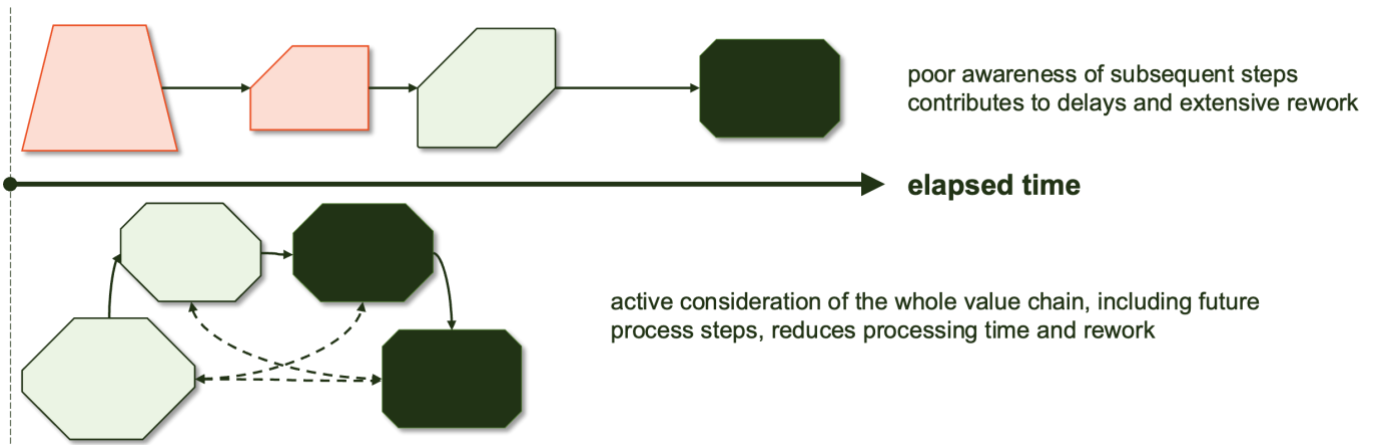 poor awareness of subsequent steps
contributes to delays and extensive rework
elapsed time
active consideration of the whole value chain, including future
process steps, reduces processing time and rework